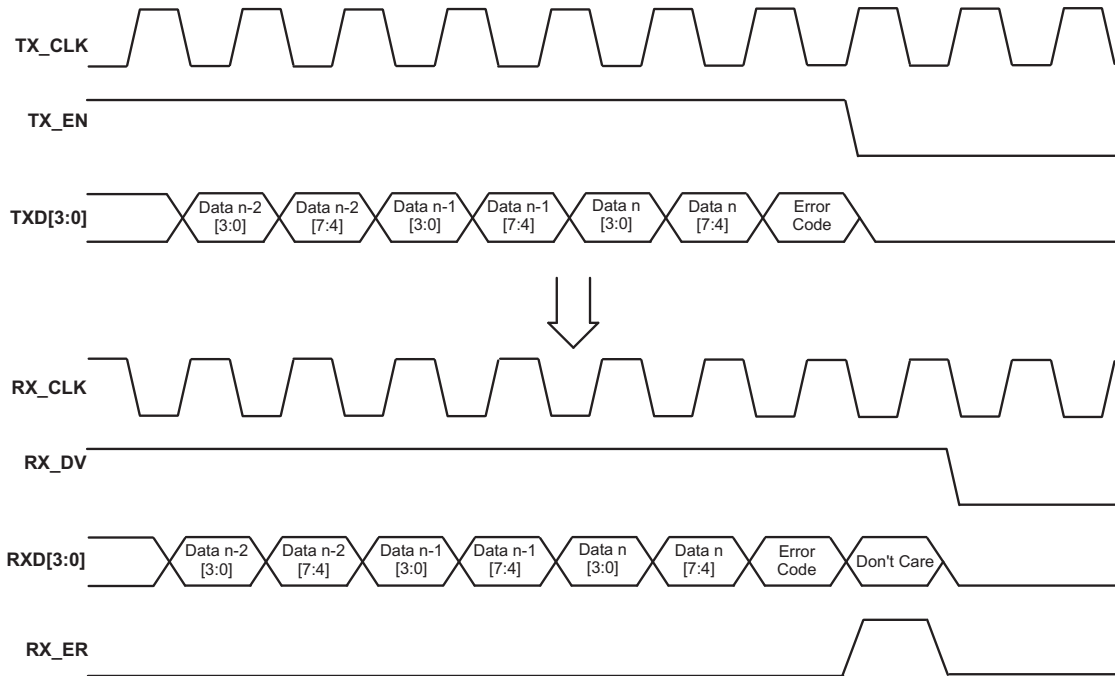 TX_CLK
TX_EN
TXD[3:0]
Data n-2
[3:0]
Data n-2
[7:4]
Data n-1
[3:0]
Data n-1
[7:4]
Data n
[3:0]
Data n
[7:4]
Error
Code
RX_CLK
RX_DV
RXD[3:0]
Data n-2
[3:0]
Data n-2
[7:4]
Data n-1
[3:0]
Data n-1
[7:4]
Data n
[3:0]
Data n
[7:4]
Error
Code
Don't Care
RX_ER